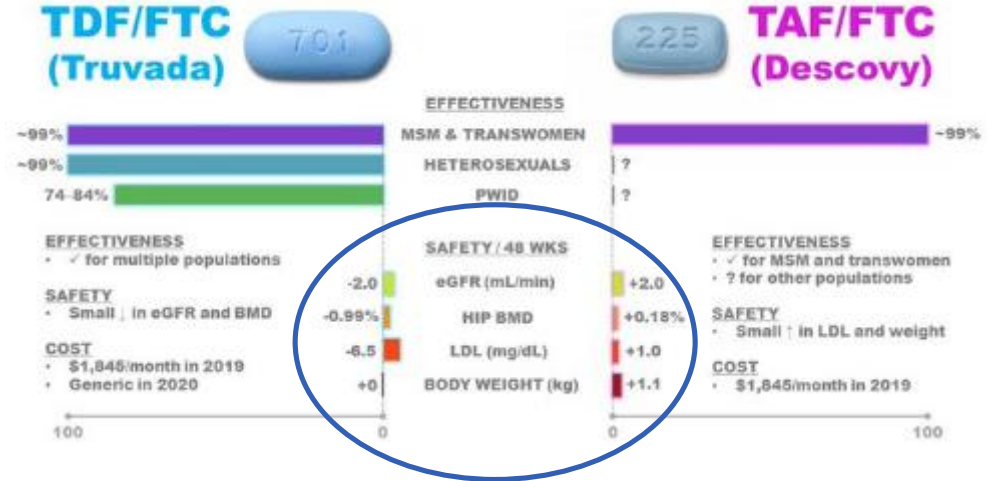 TDF/FTC
(Truvada)
701
225
TAF/FTC
(Descovy)
EFFECTIVENESS
~99% MSM & TRANSWOMEN ~99%
~99% HETEROSEXUALS ?
74-84% PWID ?
EFFECTIVENESS
• ✓ for multiple populations
SAFETY
• Small ↓ in eGFR and BMD
COST
• $1,845/month in 2019
• Generic in 2020
SAFETY / 48 WKS
-2.0 eGFR (mL/min) +2.0
-0.99% HIP BMD +0.18%
-6.5 LDL (mg/dL) +1.0
+0 BODY WEIGHT (kg) +1.1
EFFECTIVENESS
• ✓ for MSM and transwomen
• ? for other populations
SAFETY
• Small ↑ in LDL and weight
COST
• $1,845/month in 2019
100 0 0 100